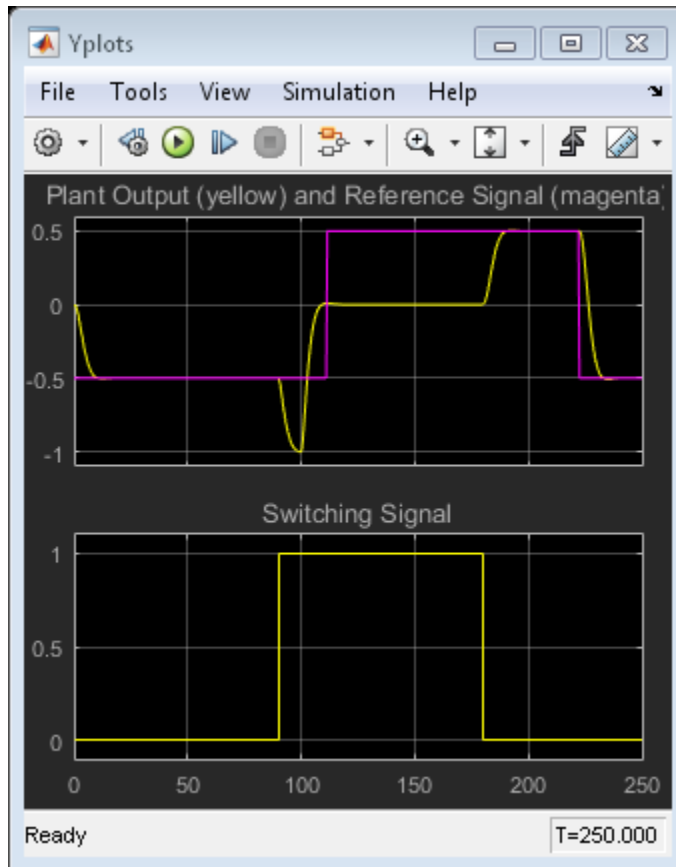 Yplots
File Tools View Simulation Help
Plant Output (yellow) and Reference Signal (magenta)
0.5
0
-0.5
-1
Switching Signal
1
0.5
0
0 50 100 150 200 250
Ready T=250.000